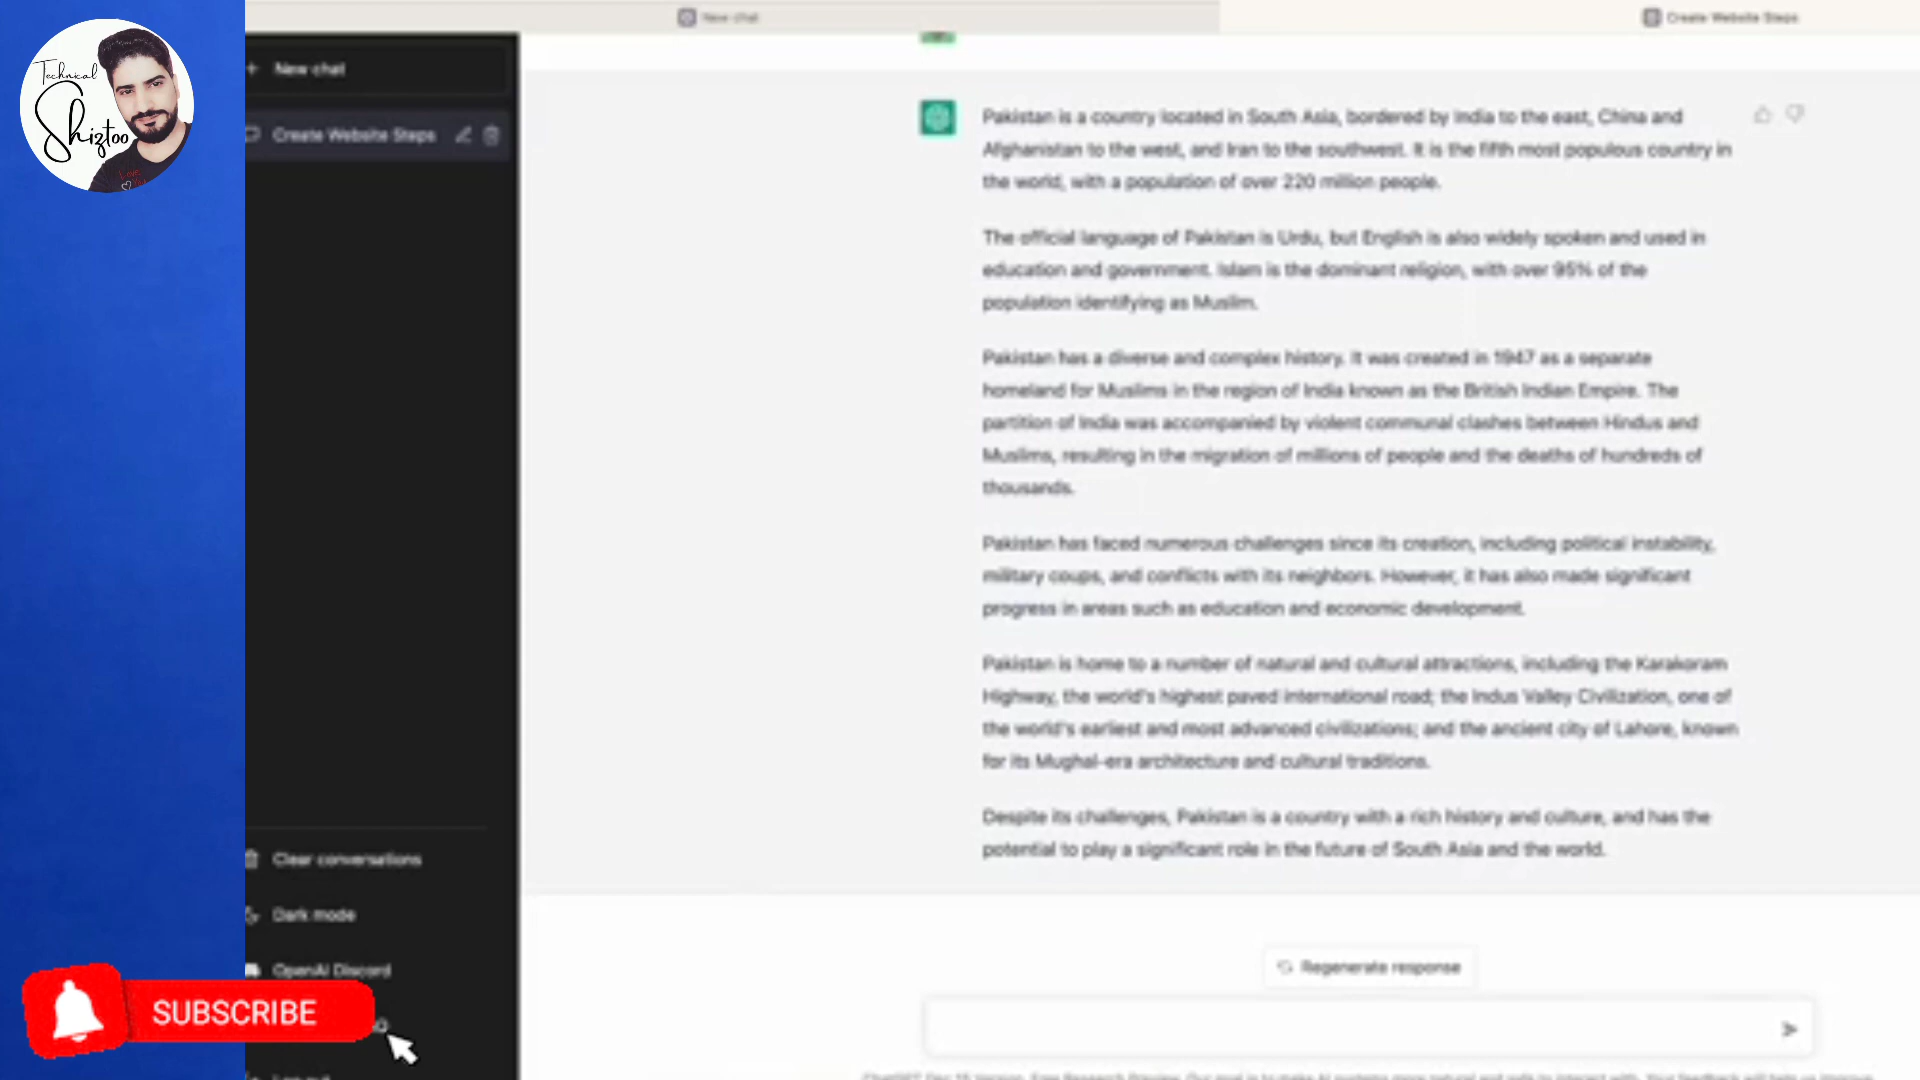 New chat
Create Website Steps
Technical
Shiztoo
Love
New chat
Create Website Steps
Pakistan is a country located in South Asia, bordered by India to the east, China and
Afghanistan to the west, and Iran to the southwest. It is the fifth most populous country in
the world, with a population of over 220 million people.
The official language of Pakistan is Urdu, but English is also widely spoken and used in
education and government. Islam is the dominant religion, with over 95% of the
population identifying as Muslim.
Pakistan has a diverse and complex history. It was created in 1947 as a separate
homeland for Muslims in the region of India known as the British Indian Empire. The
partition of India was accompanied by violent communal clashes between Hindus and
Muslims, resulting in the migration of millions of people and the deaths of hundreds of
thousands.
Pakistan has faced numerous challenges since its creation, including political instability,
military coups, and conflicts with its neighbors. However, it has also made significant
progress in areas such as education and economic development.
Pakistan is home to a number of natural and cultural attractions, including the Karakoram
Highway, the world's highest paved international road; the Indus Valley Civilization, one of
the world's earliest and most advanced civilizations; and the ancient city of Lahore, known
for its Mughal-era architecture and cultural traditions.
Despite its challenges, Pakistan is a country with a rich history and culture, and has the
potential to play a significant role in the future of South Asia and the world.
Clear conversations
Dark mode
OpenAI Discord
SUBSCRIBE
Regenerate response